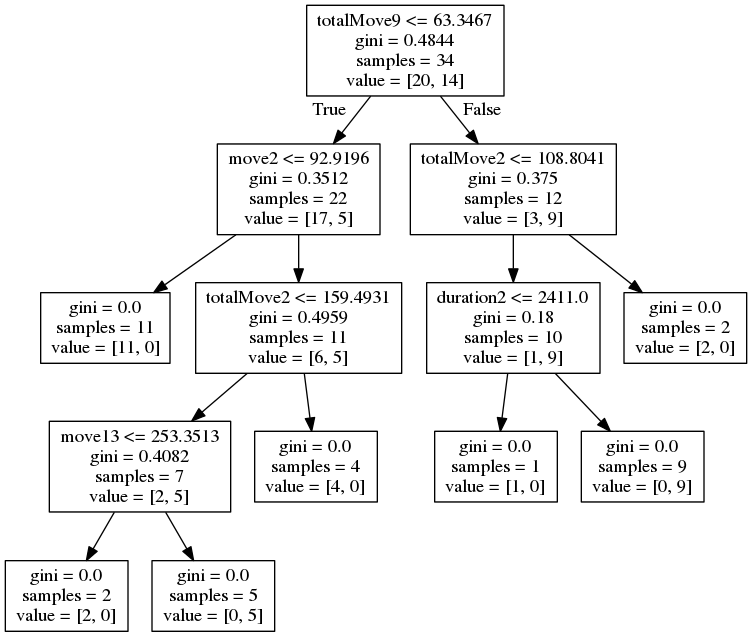 totalMove9 <= 63.3467
gini = 0.4844
samples = 34
value = [20, 14]
True
False
move2 <= 92.9196
gini = 0.3512
samples = 22
value = [17, 5]
totalMove2 <= 108.8041
gini = 0.375
samples = 12
value = [3, 9]
gini = 0.0
samples = 11
value = [11, 0]
totalMove2 <= 159.4931
gini = 0.4959
samples = 11
value = [6, 5]
duration2 <= 2411.0
gini = 0.18
samples = 10
value = [1, 9]
gini = 0.0
samples = 2
value = [2, 0]
move13 <= 253.3513
gini = 0.4082
samples = 7
value = [2, 5]
gini = 0.0
samples = 4
value = [4, 0]
gini = 0.0
samples = 1
value = [1, 0]
gini = 0.0
samples = 9
value = [0, 9]
gini = 0.0
samples = 2
value = [2, 0]
gini = 0.0
samples = 5
value = [0, 5]